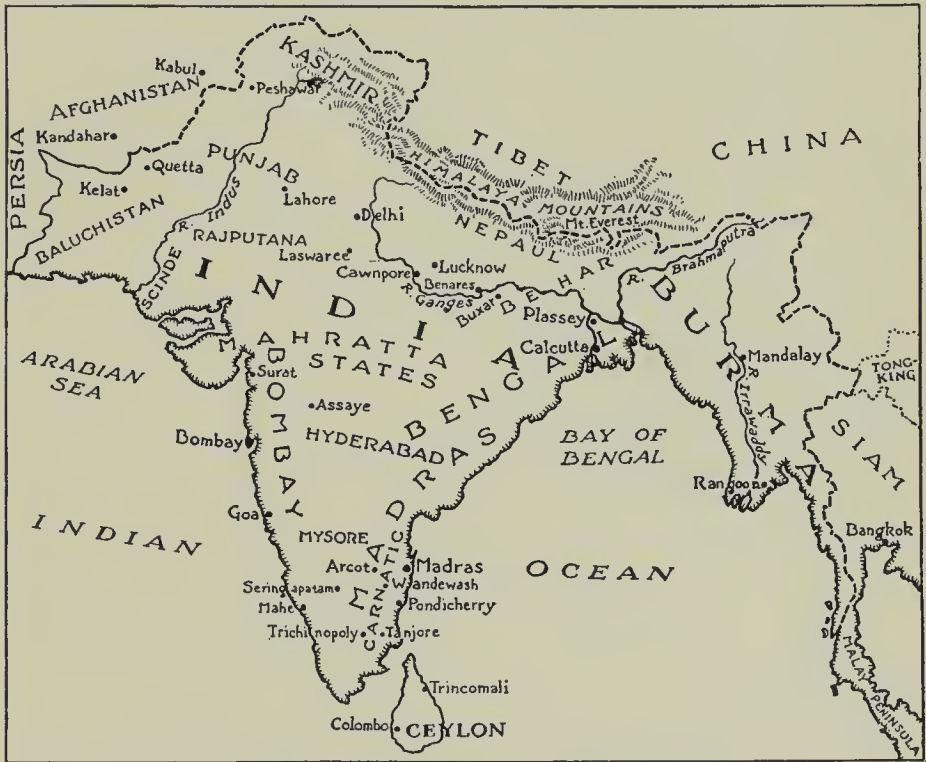 KASHMIR
Kabul
Peshawar
AFGHANISTAN
Kandahar
PERSIA
Quetta
Kelat
BALUCHISTAN
PUNJAB
Lahore
R. Indus
SCINDE
RAJPUTANA
Delhi
Laswaree
TIBET
CHINA
HIMALAYA
MOUNTAINS
Mt. Everest
NEPAUL
Cawnpore
Lucknow
Benares
R. Ganges
Buxar
BEHAR
R. Brahmaputra
INDIA
Plassey
Calcutta
BURMA
Mandalay
R. Irrawaddy
TONG
KING
MAHRATTA
STATES
ARABIAN
SEA
Surat
BOMBAY
Assaye
BENGAL
Bombay
HYDERABAD
BAY OF
BENGAL
SIAM
Rangoon
Goa
INDIAN
OCEAN
MYSORE
MADRAS
CARNATIC
Bangkok
Arcot
Madras
Wandewash
Seringapatam
Mahe
Pondicherry
Trichinopoly
Tanjore
MALAY PENINSULA
Trincomali
Colombo
CEYLON